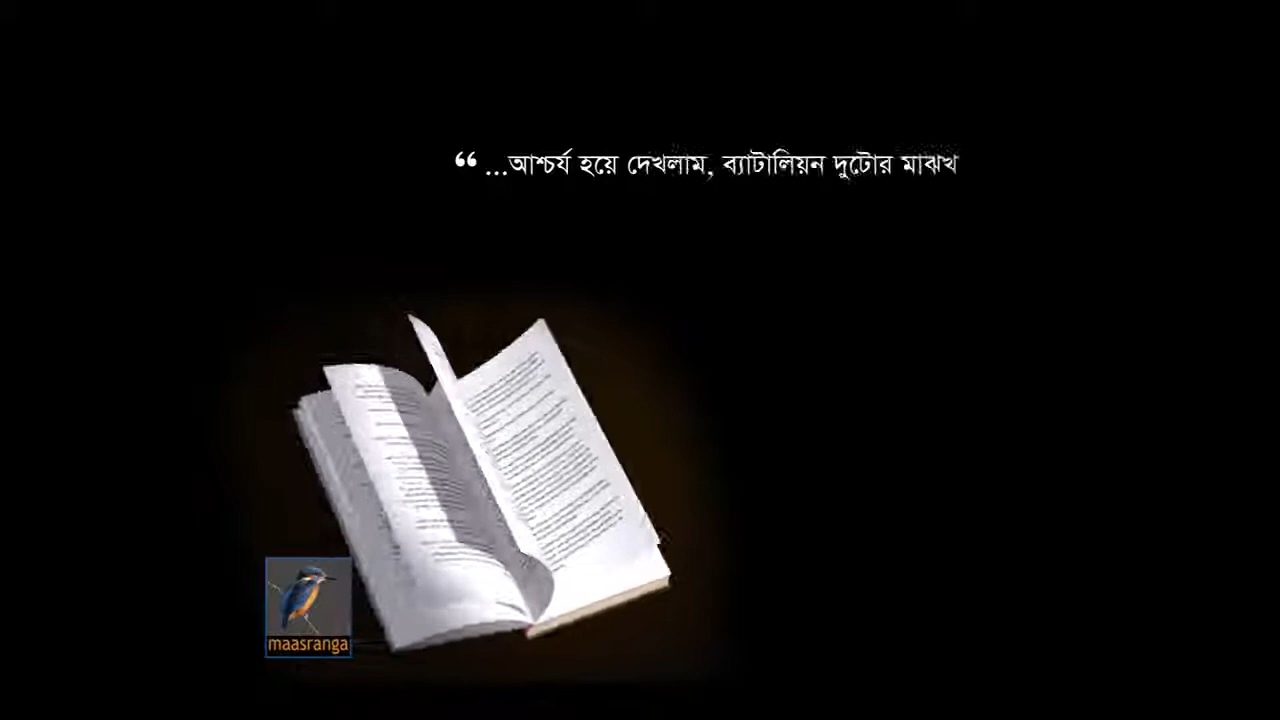 “ ...আশ্চর্য হয়ে দেখলাম, ব্যাটালিয়ন দুটোর মাঝখ
maasranga